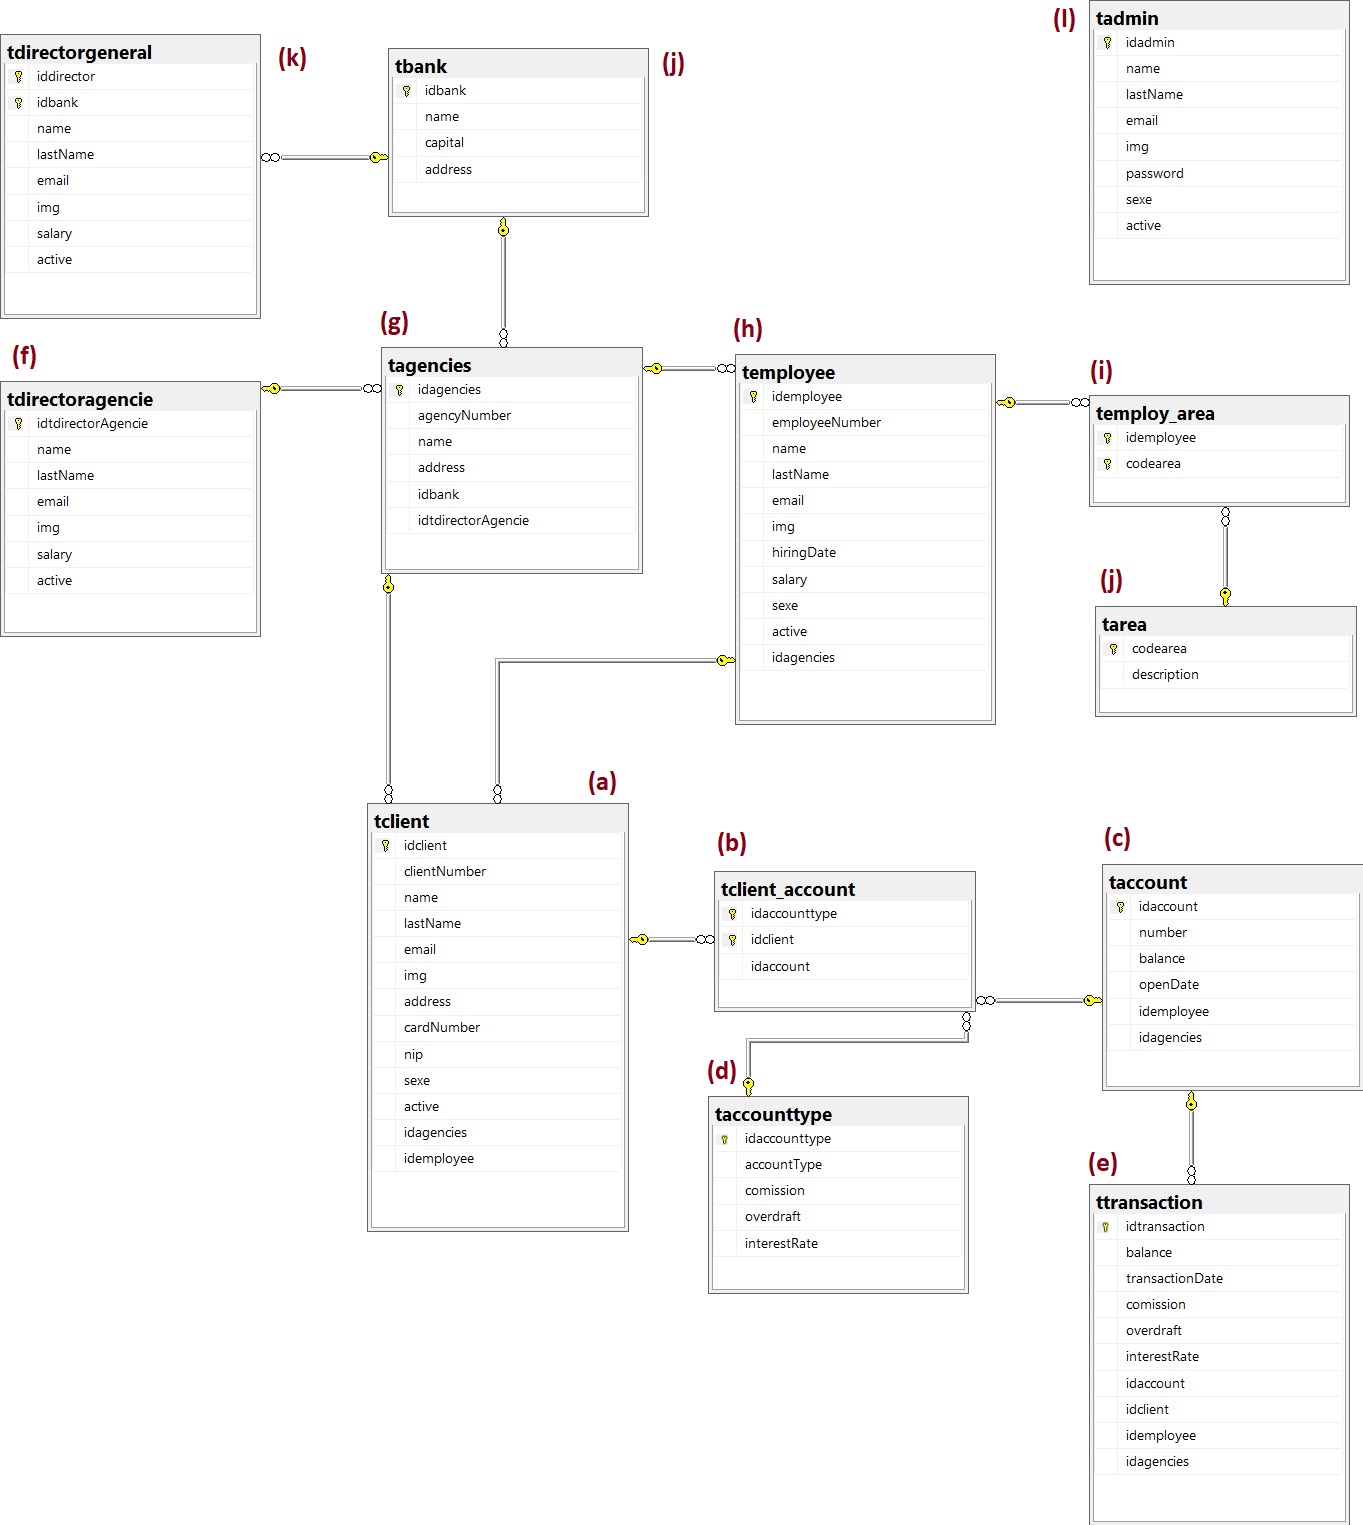 (k)
tdirectorgeneral
iddirector
idbank
name
lastName
email
img
salary
active
(j)
tbank
idbank
name
capital
address
(l)
tadmin
idadmin
name
lastName
email
img
password
sexe
active
(f)
tdirectoragencie
idtdirectorAgencie
name
lastName
email
img
salary
active
(g)
tagencies
idagencies
agencyNumber
name
address
idbank
idtdirectorAgencie
(h)
temployee
idemployee
employeeNumber
name
lastName
email
img
hiringDate
salary
sexe
active
idagencies
(i)
temploy_area
idemployee
codearea
(j)
tarea
codearea
description
(a)
tclient
idclient
clientNumber
name
lastName
email
img
address
cardNumber
nip
sexe
active
idagencies
idemployee
(b)
tclient_account
idaccounttype
idclient
idaccount
(c)
taccount
idaccount
number
balance
openDate
idemployee
idagencies
(d)
taccounttype
idaccounttype
accountType
comission
overdraft
interestRate
(e)
ttransaction
idtransaction
balance
transactionDate
comission
overdraft
interestRate
idaccount
idclient
idemployee
idagencies